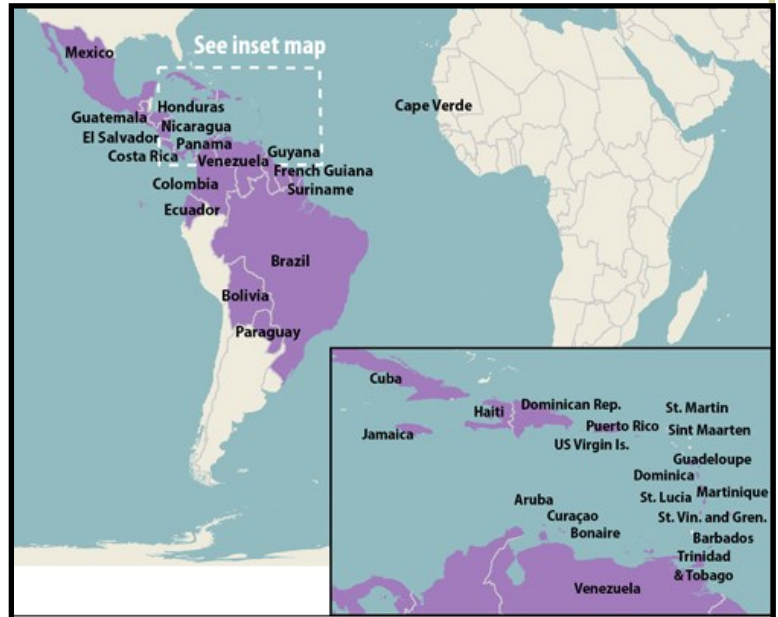 See inset map
Mexico
Honduras
Guatemala
Nicaragua
El Salvador
Panama
Costa Rica
Venezuela
Guyana
French Guiana
Colombia
Suriname
Ecuador
Brazil
Bolivia
Paraguay
Cape Verde
Cuba
Haiti
Dominican Rep.
St. Martin
Jamaica
Puerto Rico
Sint Maarten
US Virgin Is.
Guadeloupe
Dominica
St. Lucia
Martinique
Aruba
Curaçao
St. Vin. and Gren.
Bonaire
Barbados
Trinidad
& Tobago
Venezuela